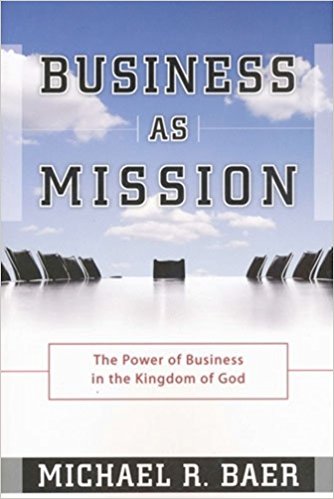 BUSINESS
AS
MISSION
The Power of Business
in the Kingdom of God
MICHAEL R. BAER